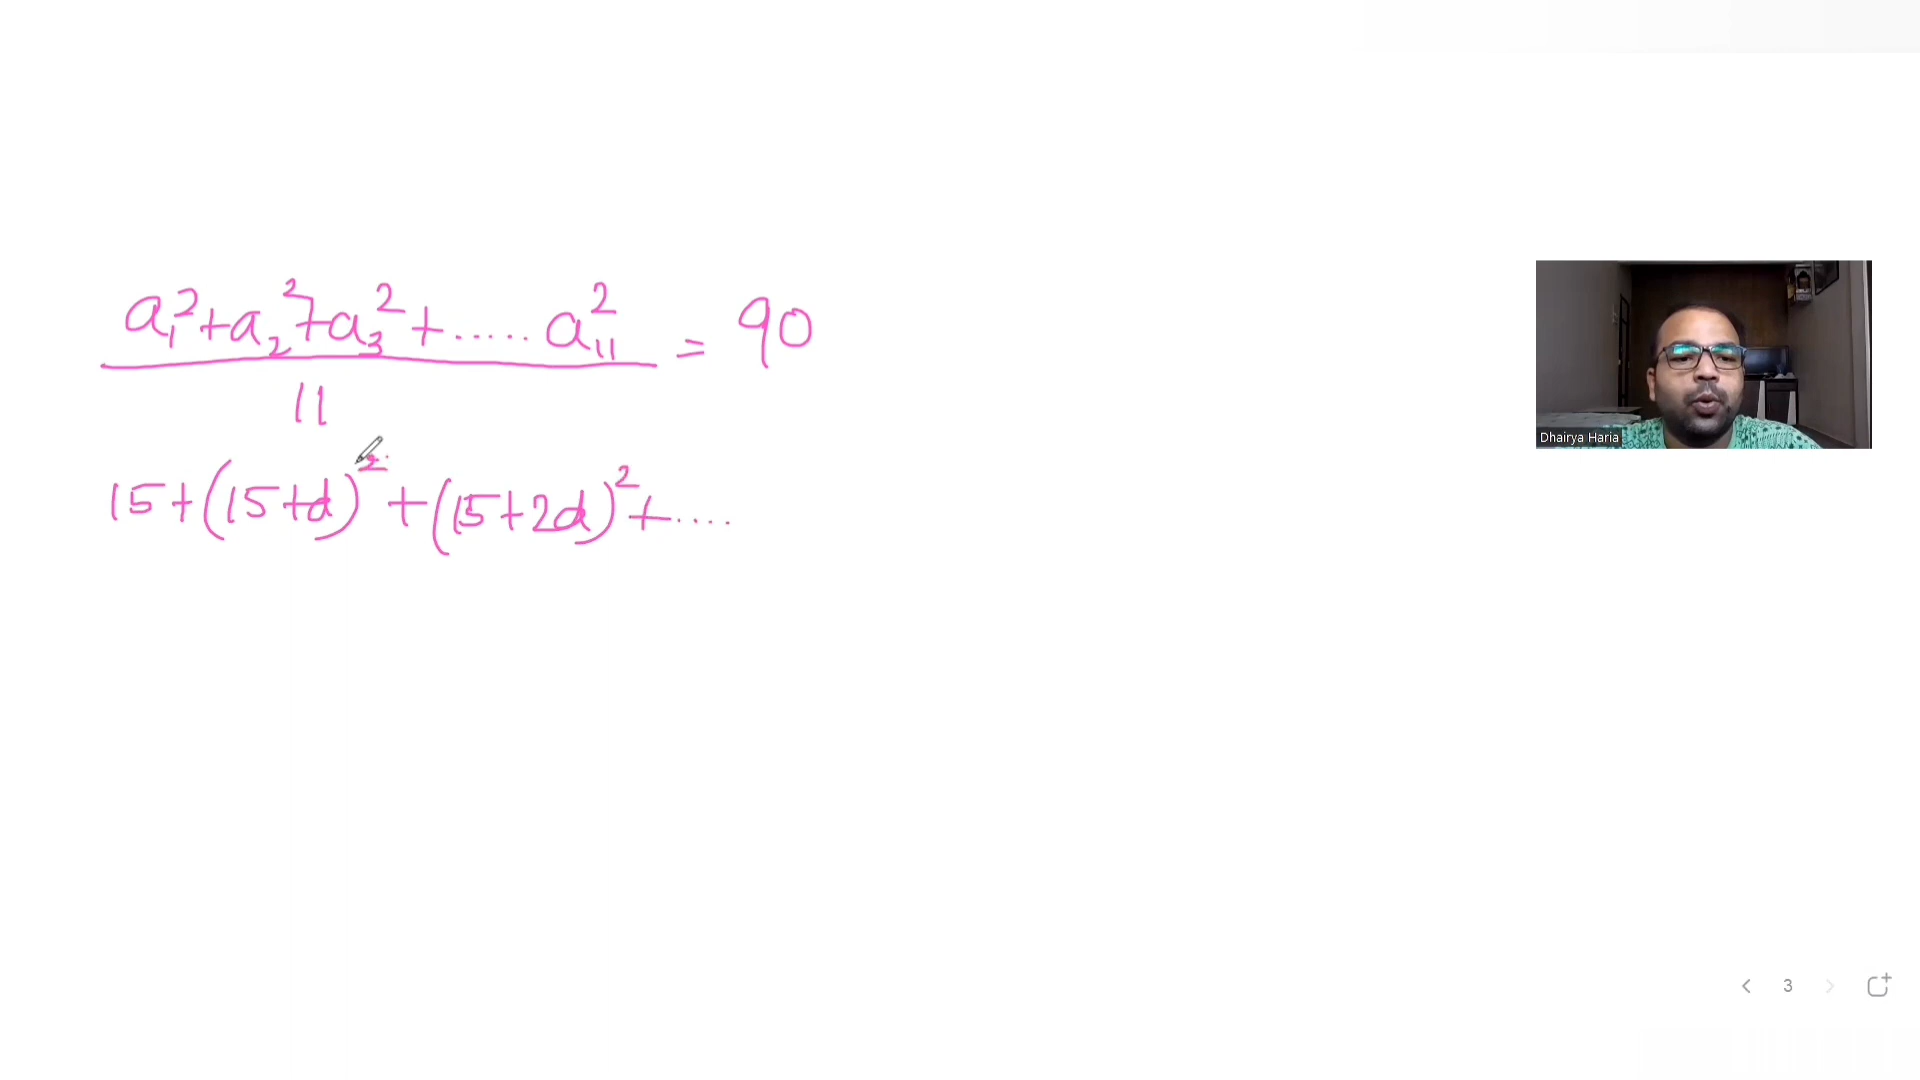 a₁²+a₂²+a₃²+.....a₁₁² = 90
11
15+(15+d)²+(15+2d)²+....
Dhairya Haria
3